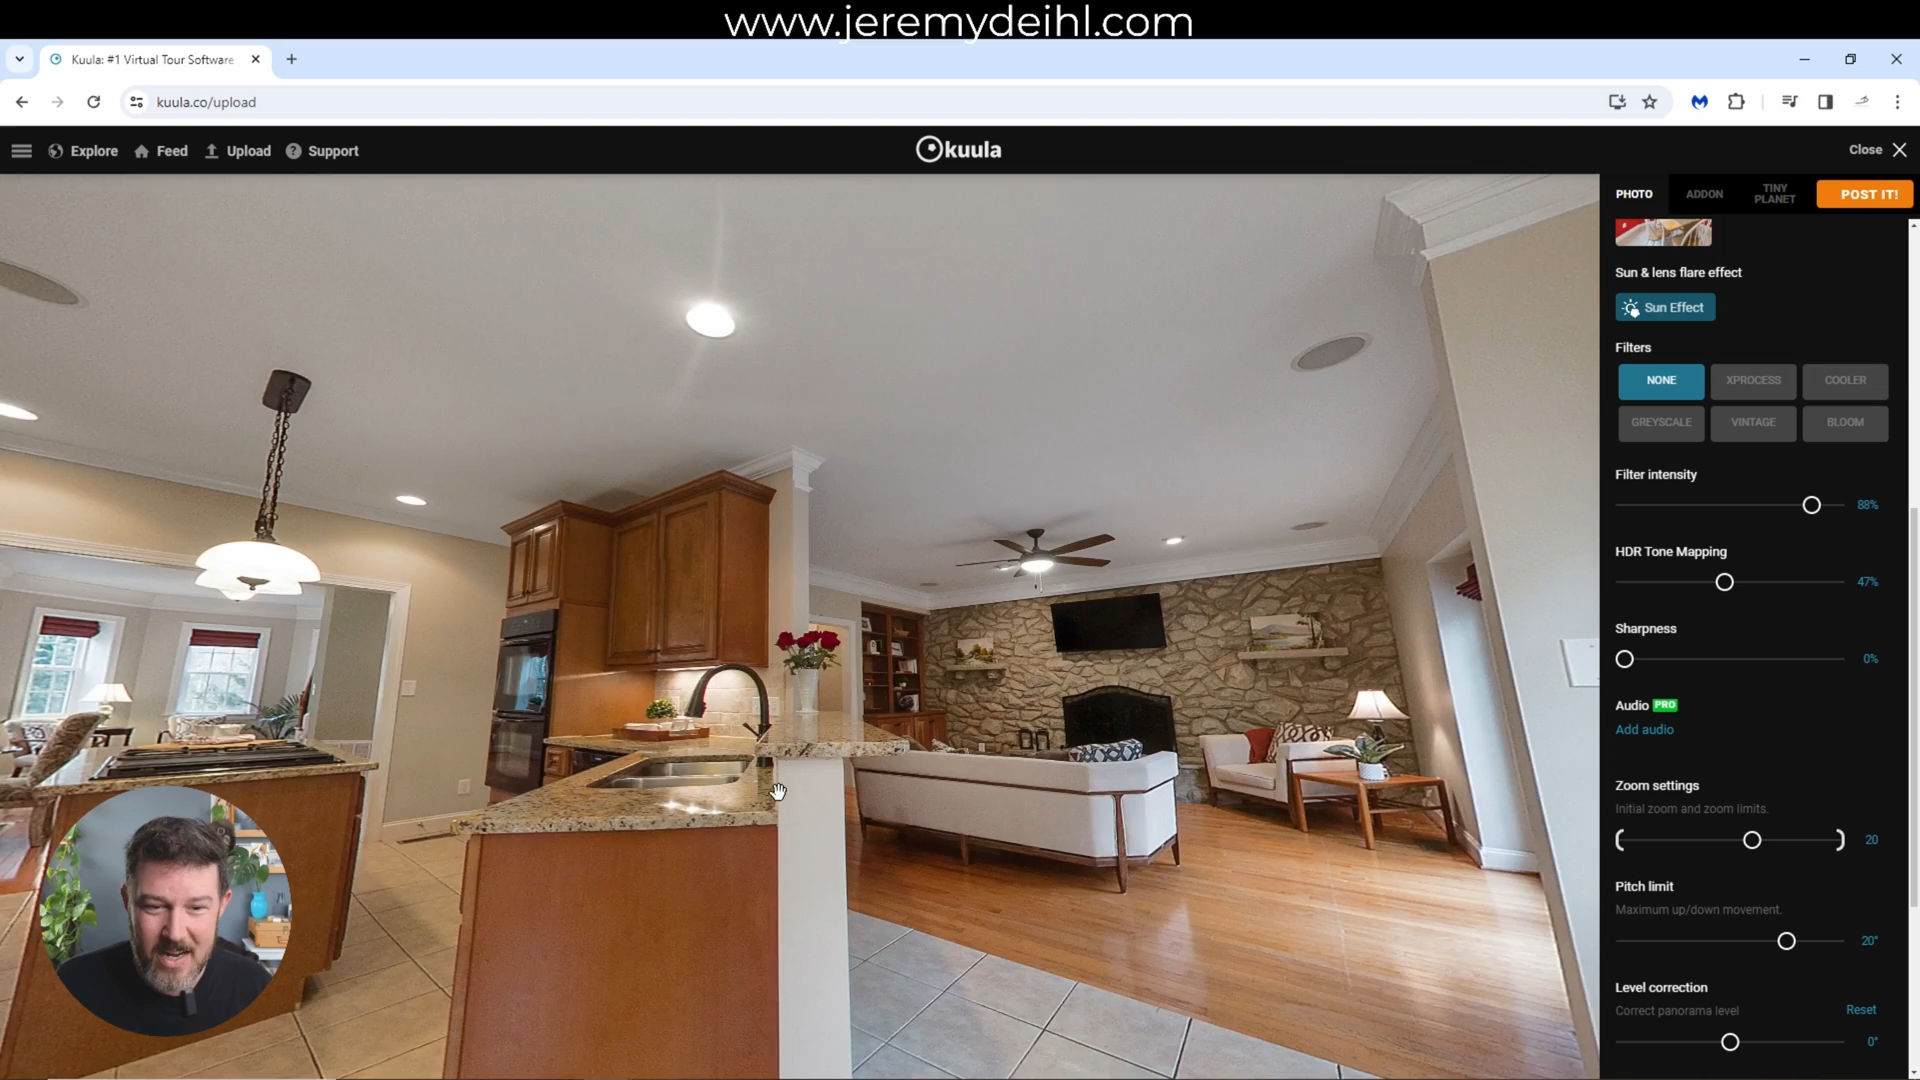 www.jeremydeihl.com
Kuula: #1 Virtual Tour Software
kuula.co/upload
Explore
Feed
Upload
Support
kuula
Close
PHOTO
ADDON
TINY
PLANET
POST IT!
Sun & lens flare effect
Sun Effect
Filters
NONE
XPROCESS
COOLER
GREYSCALE
VINTAGE
BLOOM
Filter intensity
88%
HDR Tone Mapping
47%
Sharpness
0%
Audio PRO
Add audio
Zoom settings
Initial zoom and zoom limits.
20
Pitch limit
Maximum up/down movement.
20°
Level correction
Correct panorama level
Reset
0°